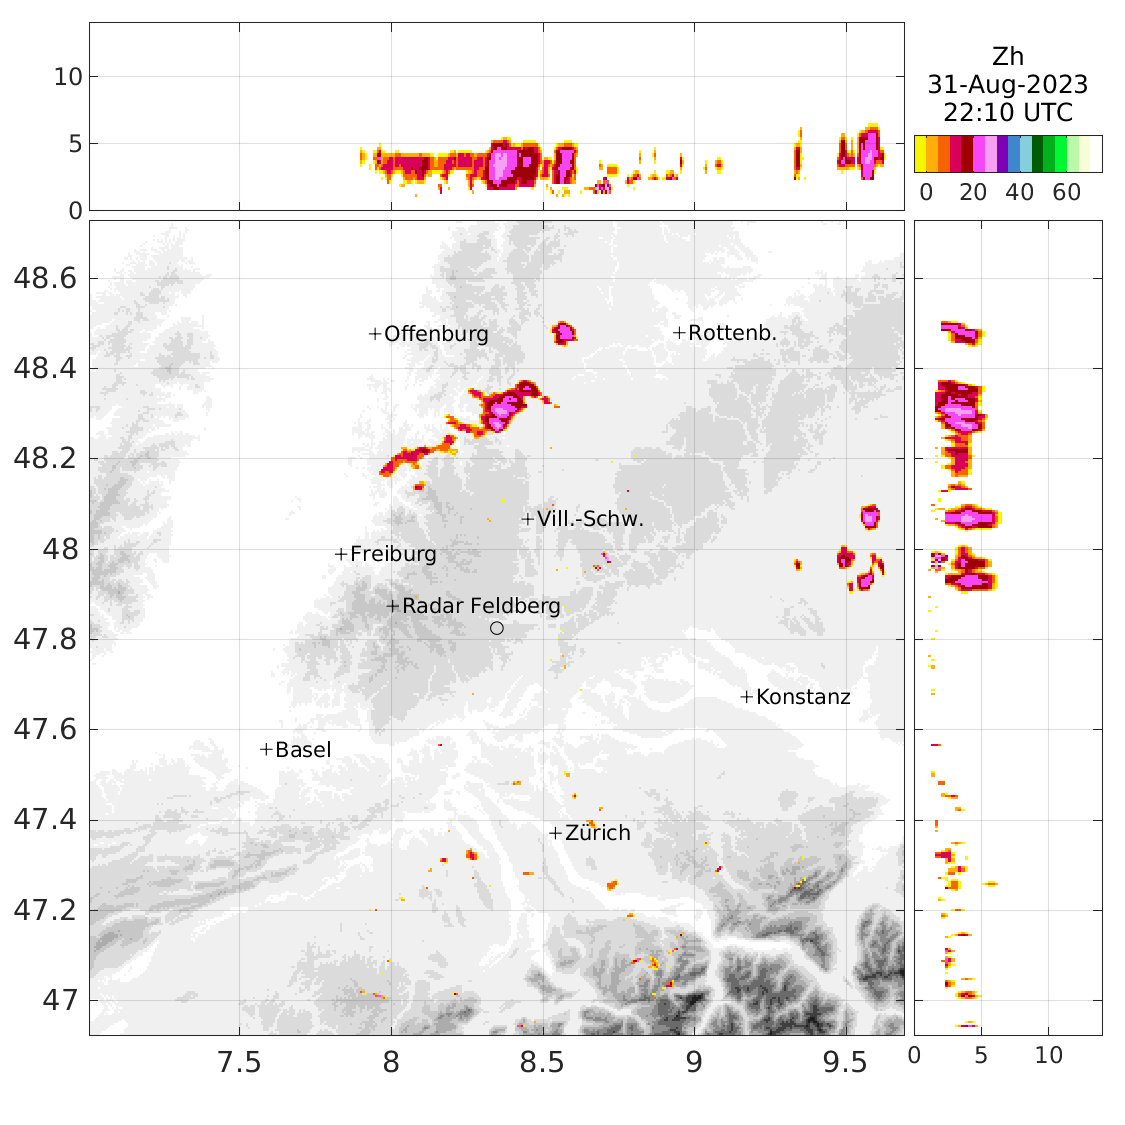 10
5
0
Zh
31-Aug-2023
22:10 UTC
0 20 40 60
48.6
48.4
48.2
48
47.8
47.6
47.4
47.2
47
Offenburg
Rottenb.
Vill.-Schw.
Freiburg
Radar Feldberg
Konstanz
Basel
Zürich
7.5 8 8.5 9 9.5
0 5 10